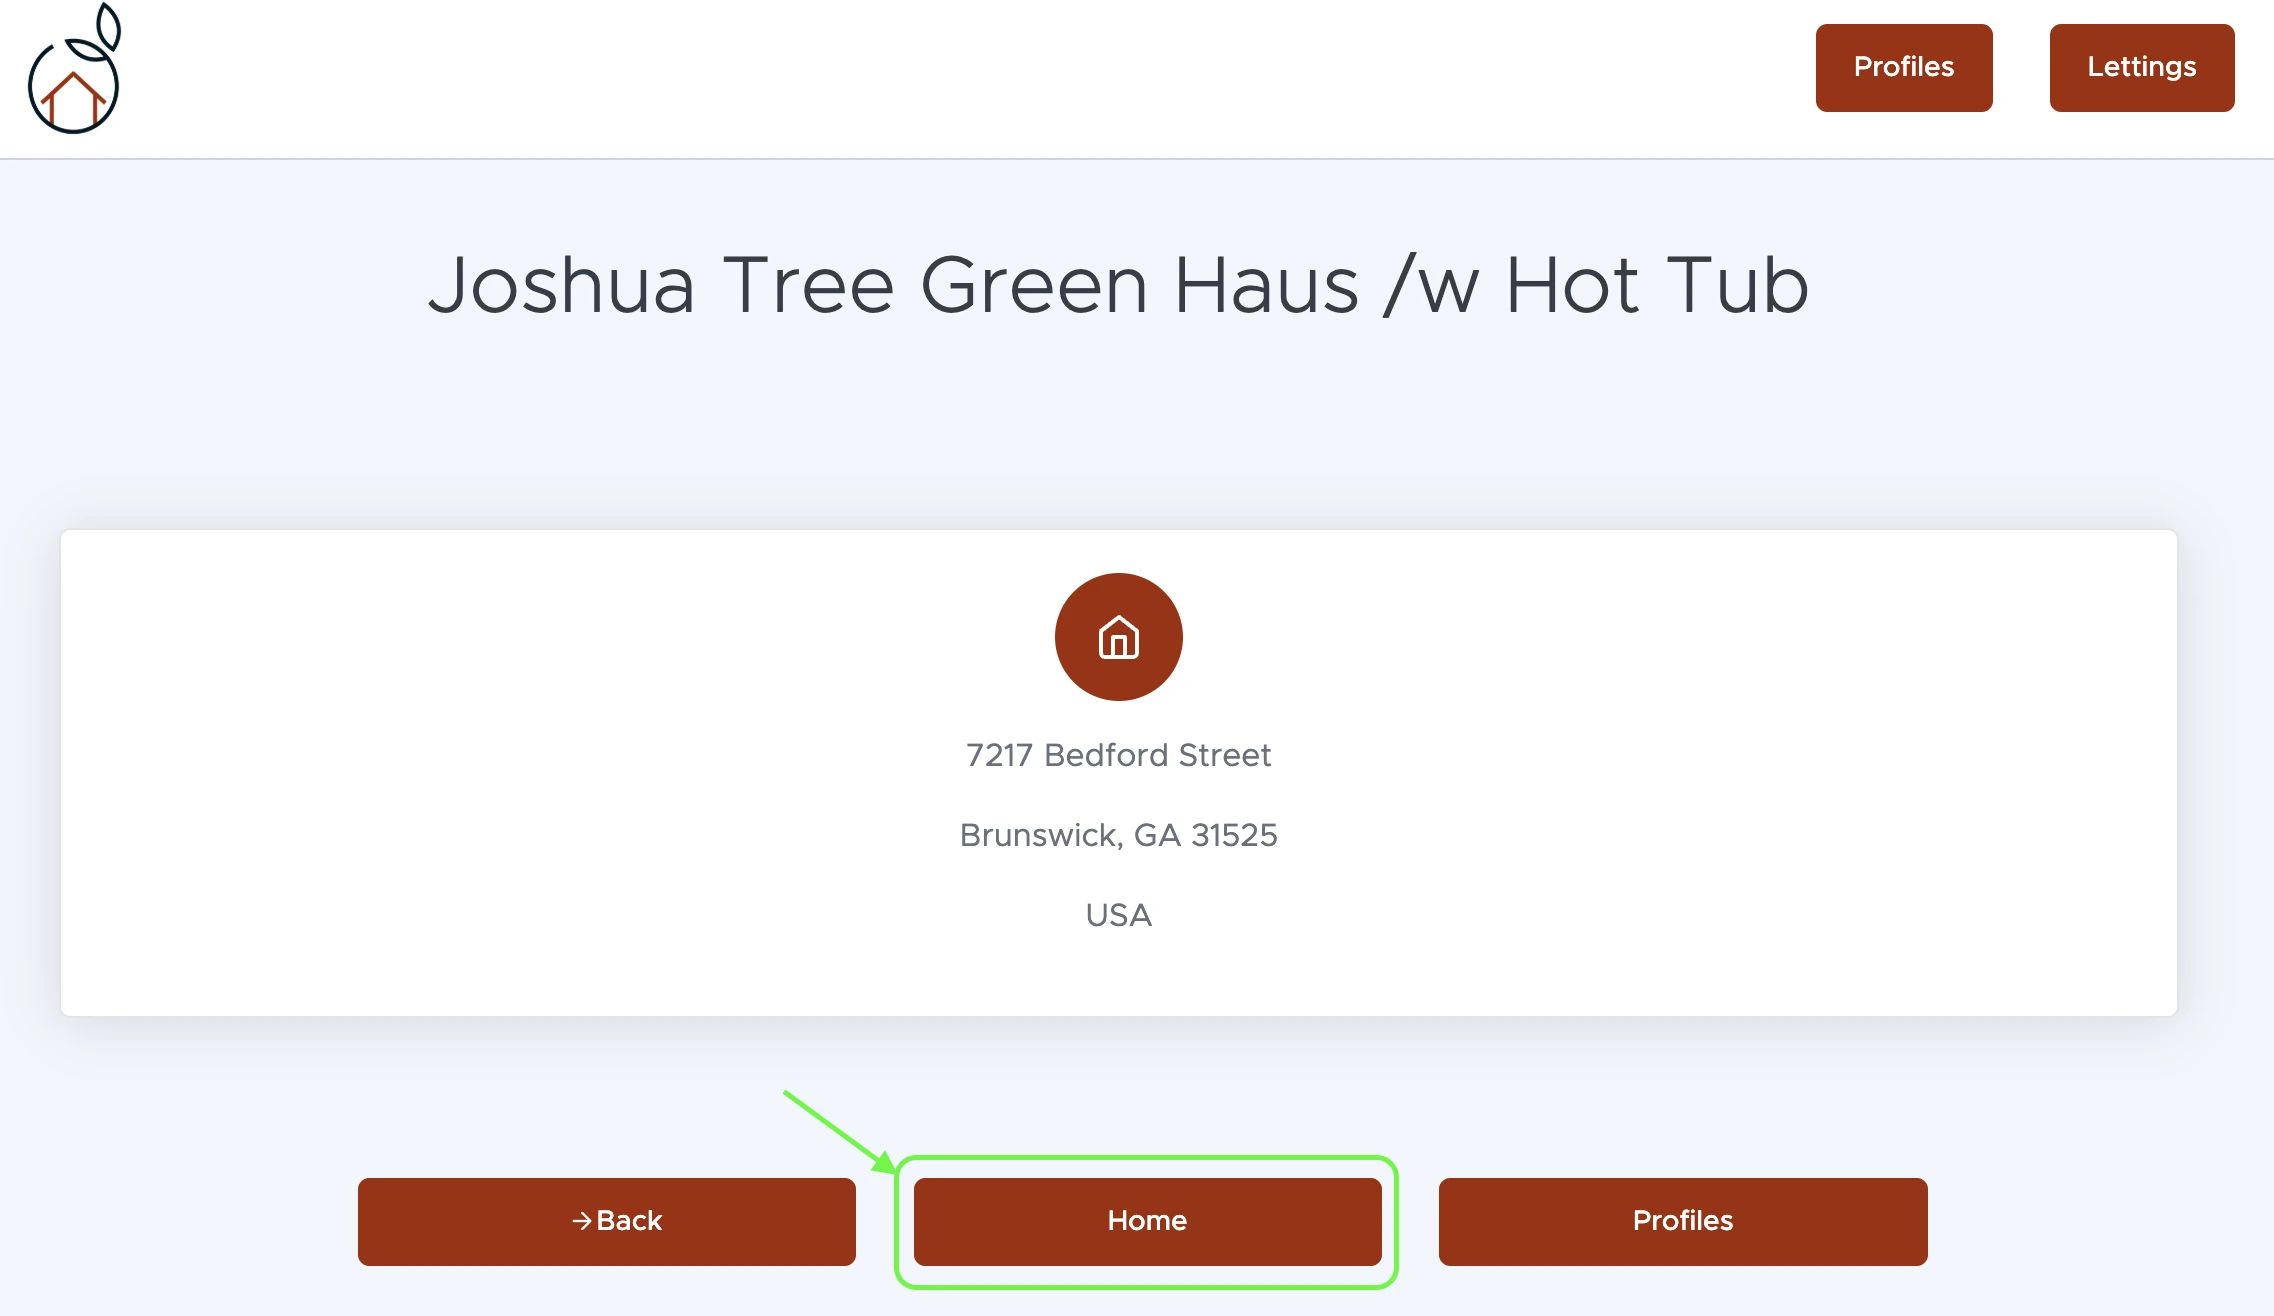 Profiles
Lettings
Joshua Tree Green Haus /w Hot Tub
7217 Bedford Street
Brunswick, GA 31525
USA
→Back
Home
Profiles